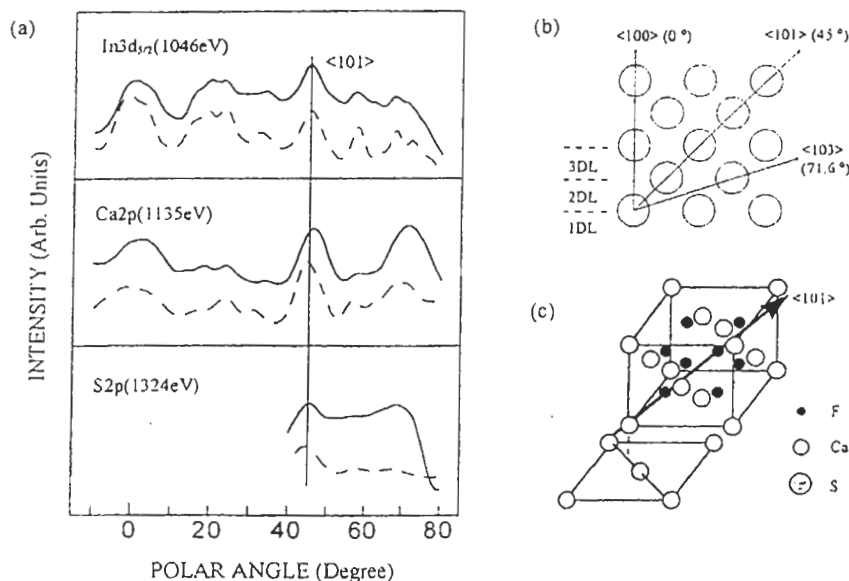 (a)
In3d5/2(1046eV)
<101>
Ca2p(1135eV)
S2p(1324eV)
INTENSITY (Arb. Units)
0 20 40 60 80
POLAR ANGLE (Degree)
(b)
<100> (0 °)
<101> (45 °)
<103>
(71.6 °)
3DL
2DL
1DL
(c)
<101>
F
Ca
S